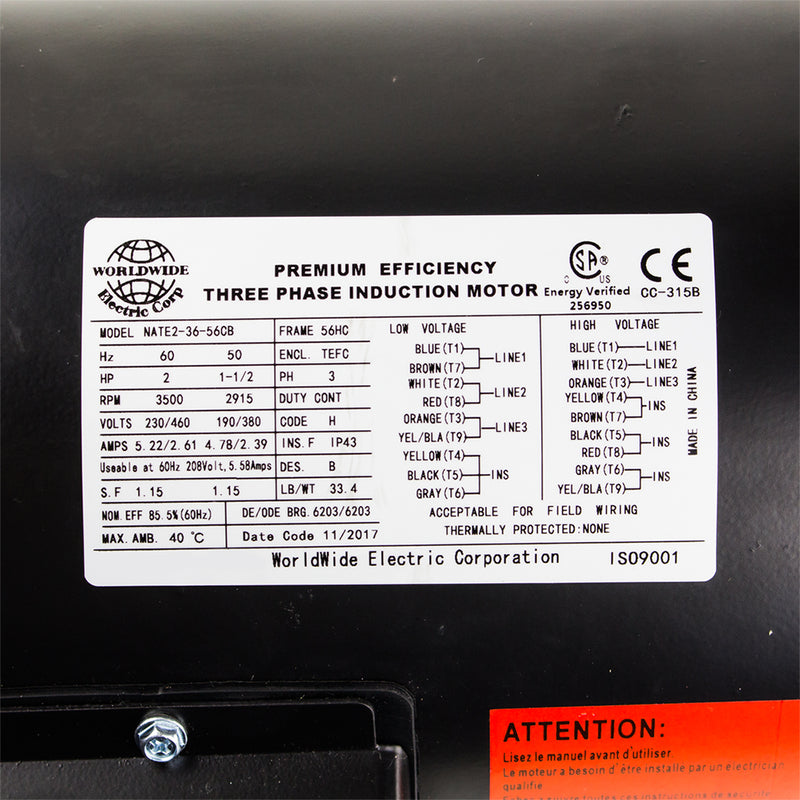 WORLDWIDE
Electric Corp
PREMIUM EFFICIENCY
THREE PHASE INDUCTION MOTOR
SA®
C US
Energy Verified
256950
CE
CC-315B
MODEL NATE2-36-56CB
FRAME 56HC
Hz 60 50
ENCL. TEFC
HP 2 1-1/2
PH 3
RPM 3500 2915
DUTY CONT
VOLTS 230/460 190/380
CODE H
AMPS 5.22/2.61 4.78/2.39
INS.F IP43
Useable at 60Hz 208Volt,5.58Amps
DES. B
S.F 1.15 1.15
LB/WT 33.4
NOM.EFF 85.5%(60Hz)
DE/ODE BRG.6203/6203
MAX. AMB. 40 ℃
Date Code 11/2017
LOW VOLTAGE
BLUE(T1)
BROWN(T7)
LINE1
WHITE(T2)
RED(T8)
LINE2
ORANGE(T3)
YEL/BLA(T9)
LINE3
YELLOW(T4)
BLACK(T5)
GRAY(T6)
INS
HIGH VOLTAGE
BLUE(T1) LINE1
WHITE(T2) LINE2
ORANGE(T3) LINE3
YELLOW(T4)
BROWN(T7)
INS
BLACK(T5)
RED(T8)
INS
GRAY(T6)
YEL/BLA(T9)
INS
MADE IN CHINA
ACCEPTABLE FOR FIELD WIRING
THERMALLY PROTECTED:NONE
WorldWide Electric Corporation
ISO9001
ATTENTION:
Lisez le manuel avant d'utiliser.
Le moteur a besoin d'être installe par un electrician
qualifie